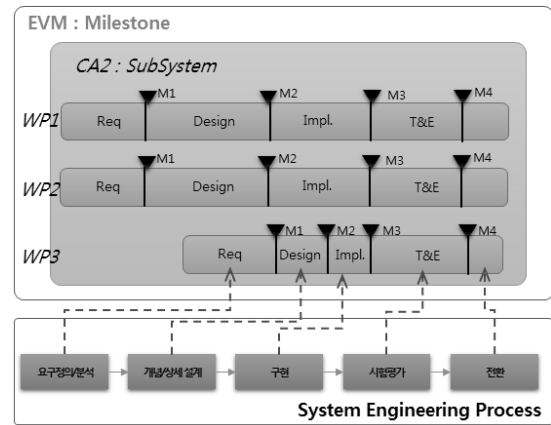 EVM : Milestone
CA2 : SubSystem
M1 M2 M3 M4
WP1 Req Design Impl. T&E
M1 M2 M3 M4
WP2 Req Design Impl. T&E
M1 M2 M3 M4
WP3 Req Design Impl. T&E
요구정의/분석 개념/상세 설계 구현 시험평가 전환
System Engineering Process